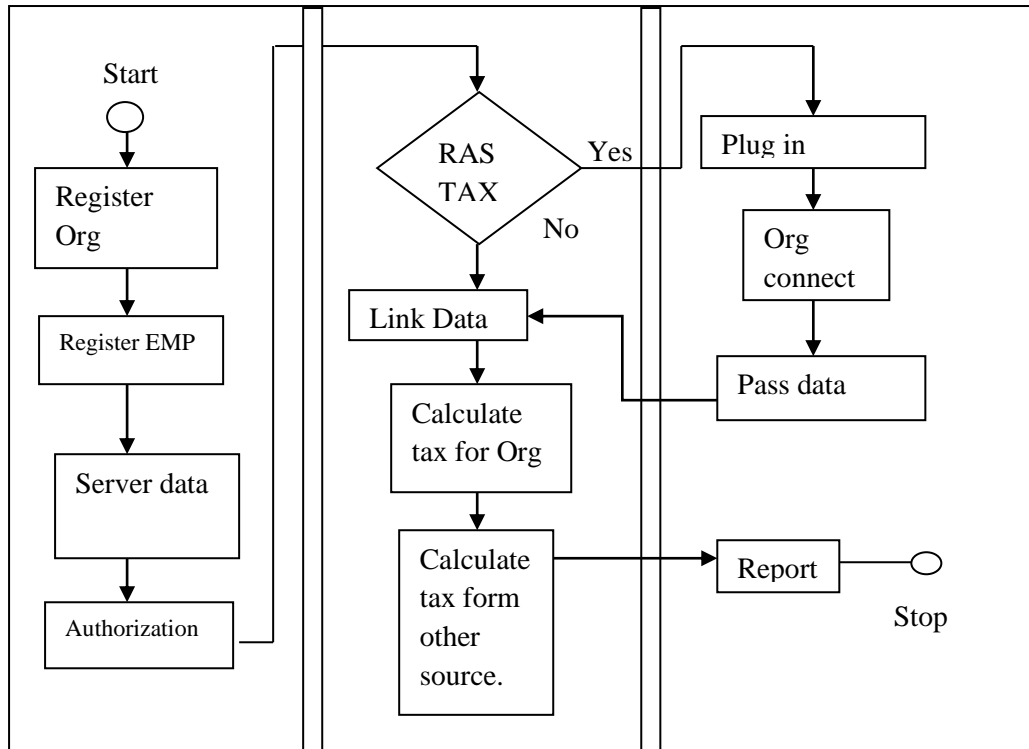 Start
Register
Org
Register EMP
Server data
Authorization
RAS
TAX
Yes
No
Link Data
Calculate
tax for Org
Calculate
tax form
other
source.
Plug in
Org
connect
Pass data
Report
Stop